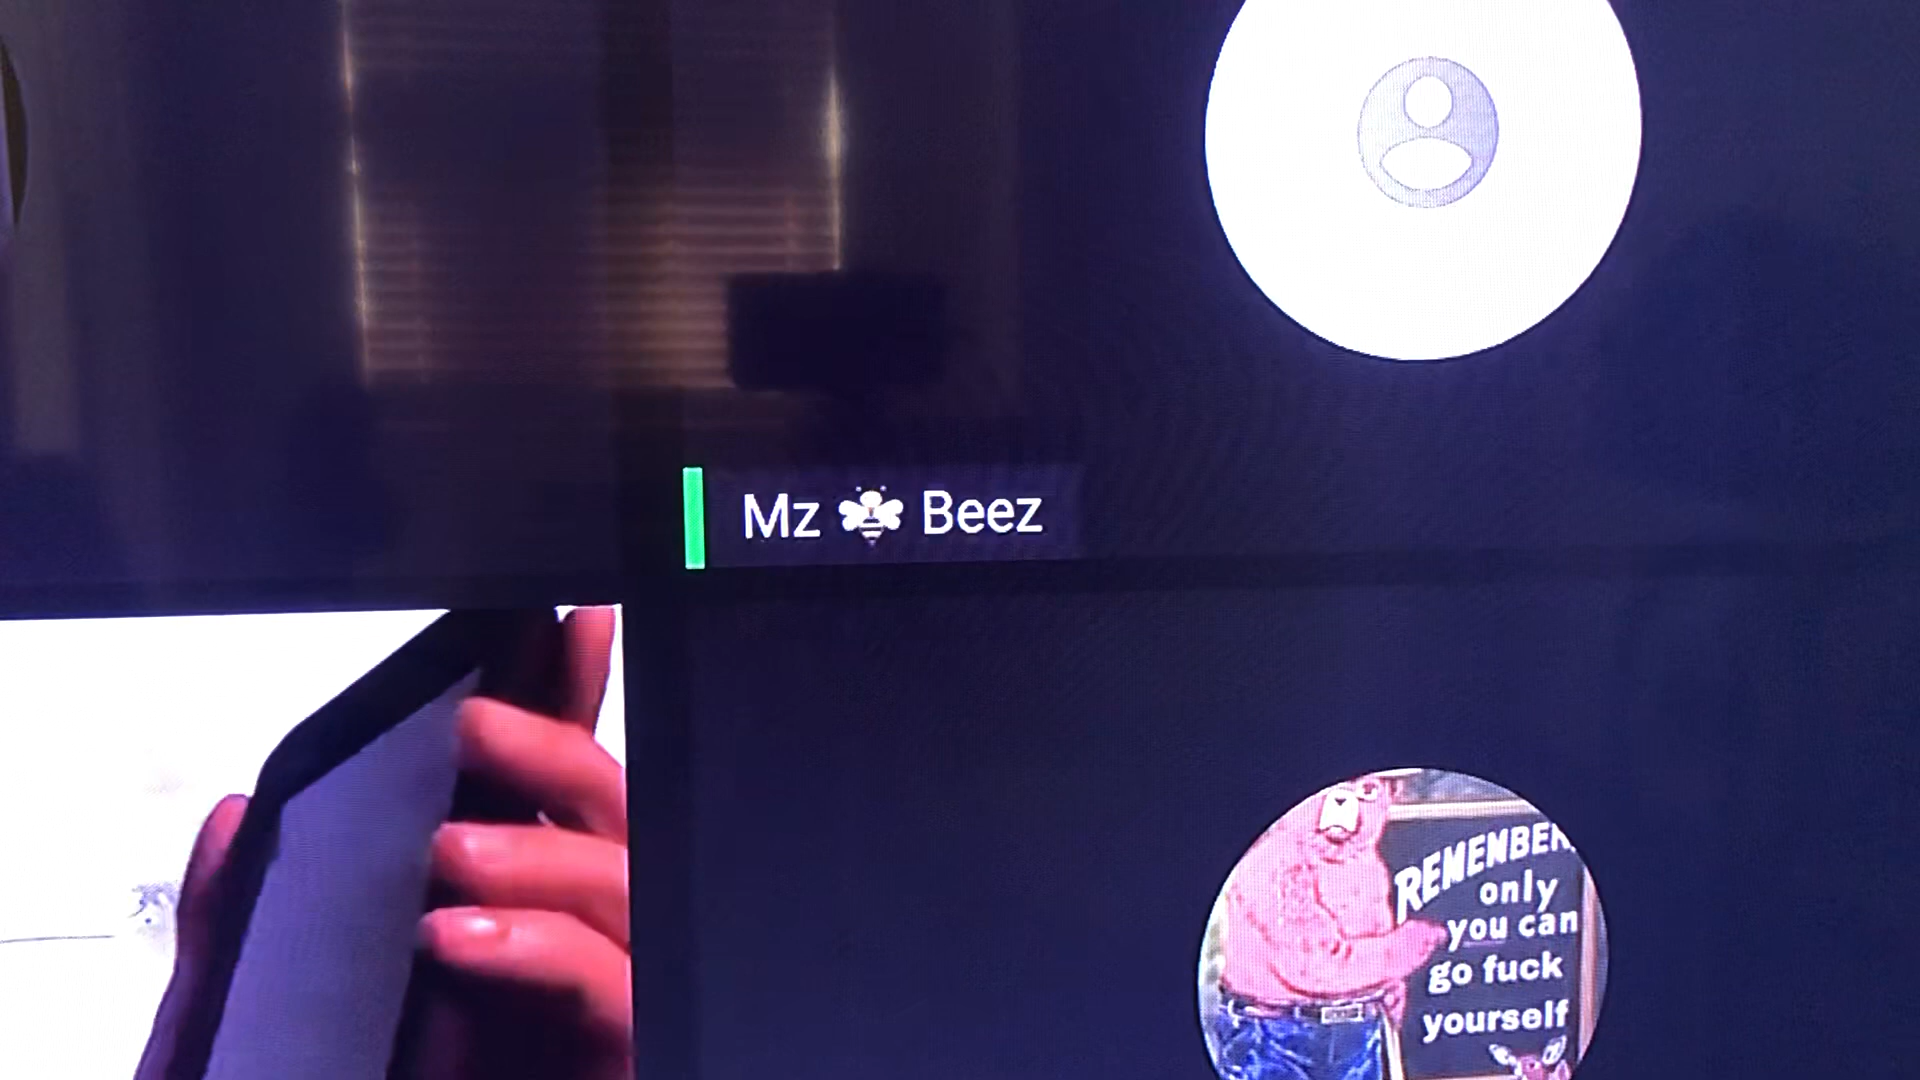 Mz 🐝 Beez
REMEMBER,
only
you can
go fuck
yourself